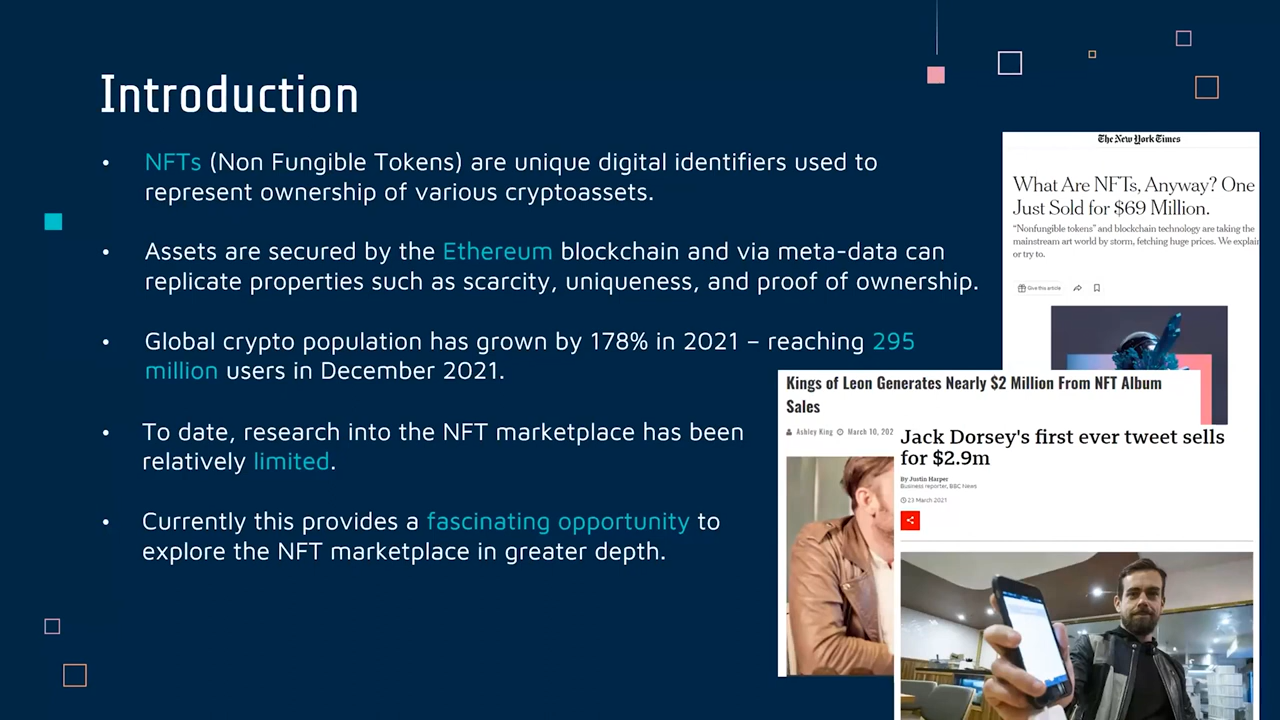 Introduction
• NFTs (Non Fungible Tokens) are unique digital identifiers used to
represent ownership of various cryptoassets.
• Assets are secured by the Ethereum blockchain and via meta-data can
replicate properties such as scarcity, uniqueness, and proof of ownership.
• Global crypto population has grown by 178% in 2021 – reaching 295
million users in December 2021.
• To date, research into the NFT marketplace has been
relatively limited.
• Currently this provides a fascinating opportunity to
explore the NFT marketplace in greater depth.
The New York Times
What Are NFTs, Anyway? One
Just Sold for $69 Million.
“Nonfungible tokens” and blockchain technology are taking the
mainstream art world by storm, fetching huge prices. We explain
or try to.
Give this article
Kings of Leon Generates Nearly $2 Million From NFT Album
Sales
Ashley King March 10, 202
Jack Dorsey's first ever tweet sells
for $2.9m
By Justin Harper
Business reporter, BBC News
23 March 2021